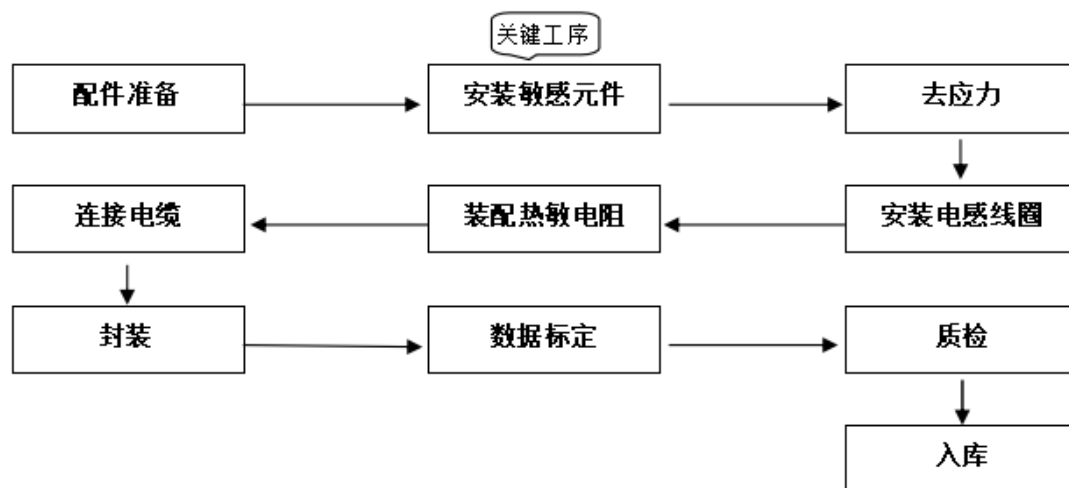 关键工序
配件准备
安装敏感元件
去应力
连接电缆
装配热敏电阻
安装电感线圈
封装
数据标定
质检
入库